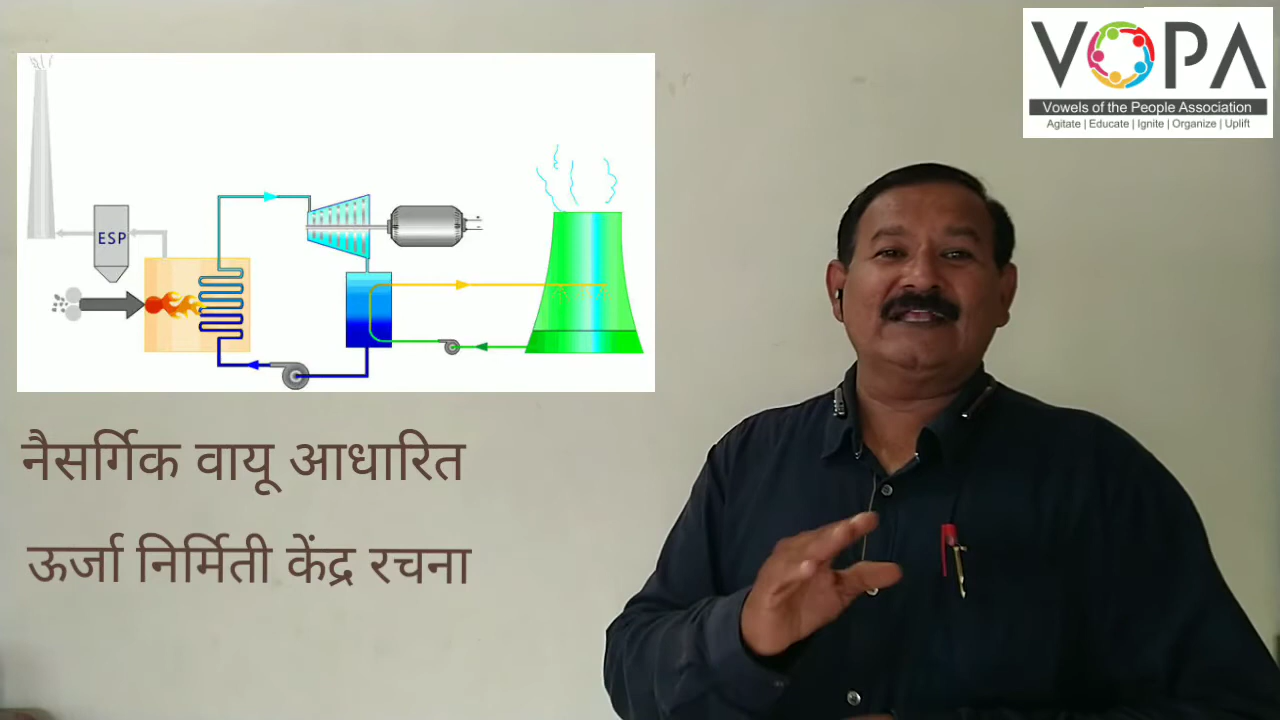 VOPA
Vowels of the People Association
Agitate | Educate | Ignite | Organize | Uplift
ESP
नैसर्गिक वायू आधारित
ऊर्जा निर्मिती केंद्र रचना